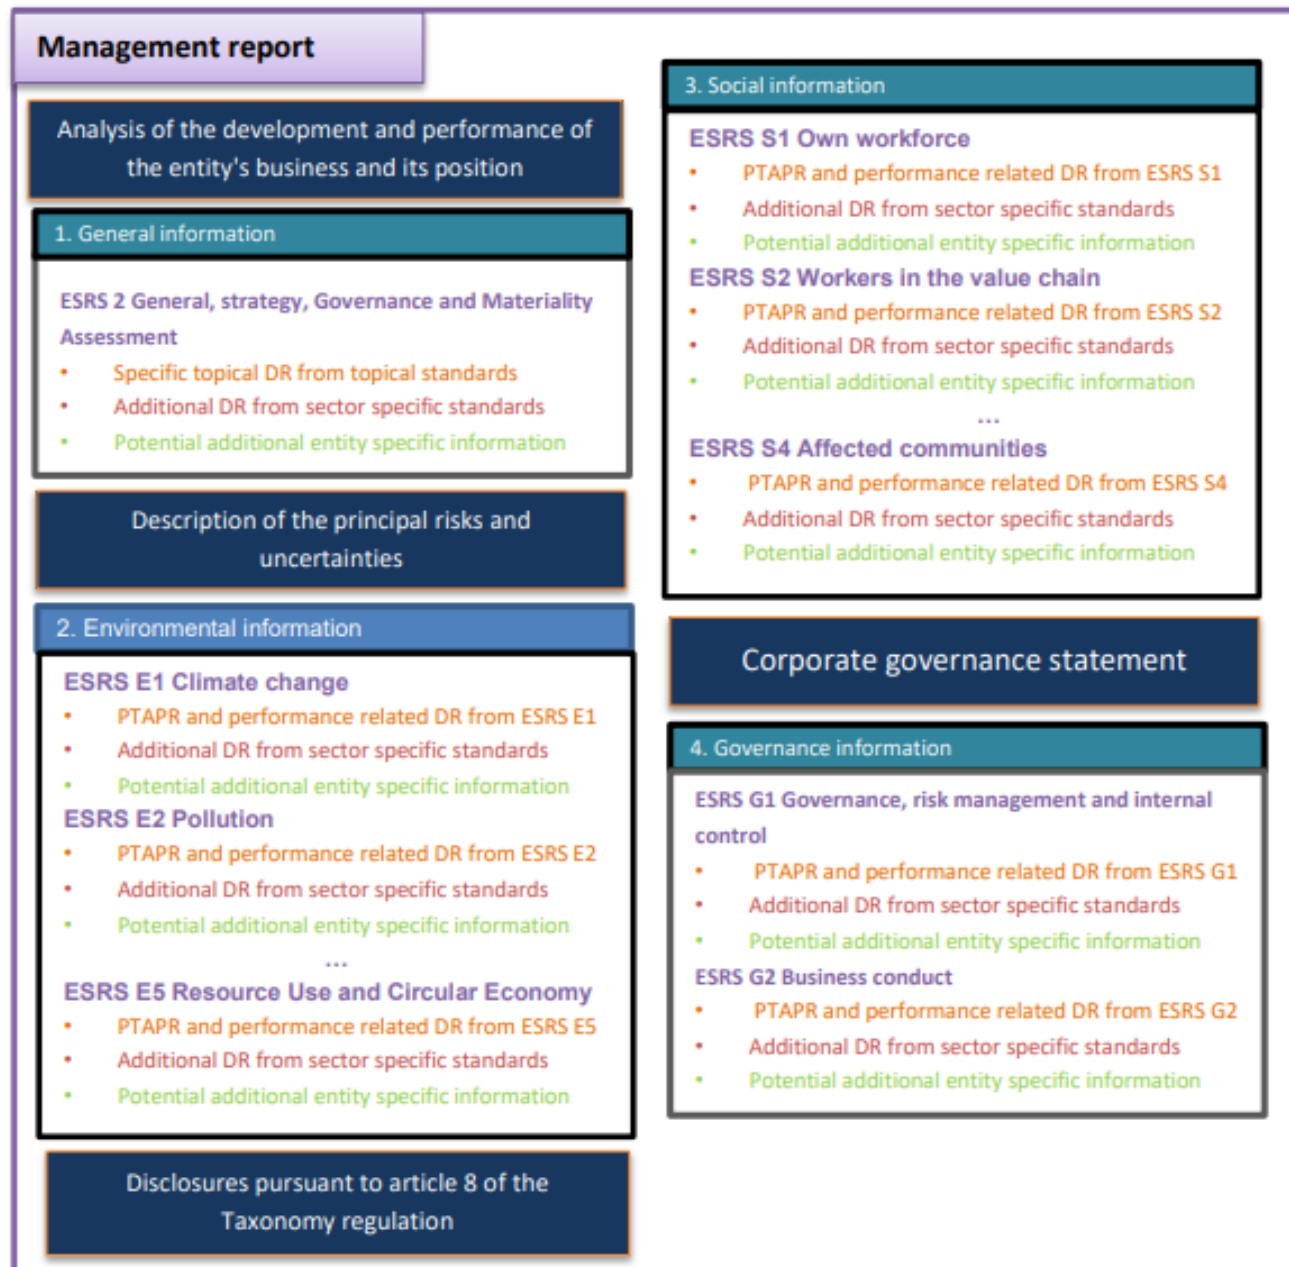 Management report
Analysis of the development and performance of
the entity's business and its position
1. General information
ESRS 2 General, strategy, Governance and Materiality
Assessment
• Specific topical DR from topical standards
• Additional DR from sector specific standards
• Potential additional entity specific information
Description of the principal risks and
uncertainties
2. Environmental information
ESRS E1 Climate change
• PTAPR and performance related DR from ESRS E1
• Additional DR from sector specific standards
• Potential additional entity specific information
ESRS E2 Pollution
• PTAPR and performance related DR from ESRS E2
• Additional DR from sector specific standards
• Potential additional entity specific information
...
ESRS E5 Resource Use and Circular Economy
• PTAPR and performance related DR from ESRS E5
• Additional DR from sector specific standards
• Potential additional entity specific information
Disclosures pursuant to article 8 of the
Taxonomy regulation
3. Social information
ESRS S1 Own workforce
• PTAPR and performance related DR from ESRS S1
• Additional DR from sector specific standards
• Potential additional entity specific information
ESRS S2 Workers in the value chain
• PTAPR and performance related DR from ESRS S2
• Additional DR from sector specific standards
• Potential additional entity specific information
...
ESRS S4 Affected communities
• PTAPR and performance related DR from ESRS S4
• Additional DR from sector specific standards
• Potential additional entity specific information
Corporate governance statement
4. Governance information
ESRS G1 Governance, risk management and internal
control
• PTAPR and performance related DR from ESRS G1
• Additional DR from sector specific standards
• Potential additional entity specific information
ESRS G2 Business conduct
• PTAPR and performance related DR from ESRS G2
• Additional DR from sector specific standards
• Potential additional entity specific information